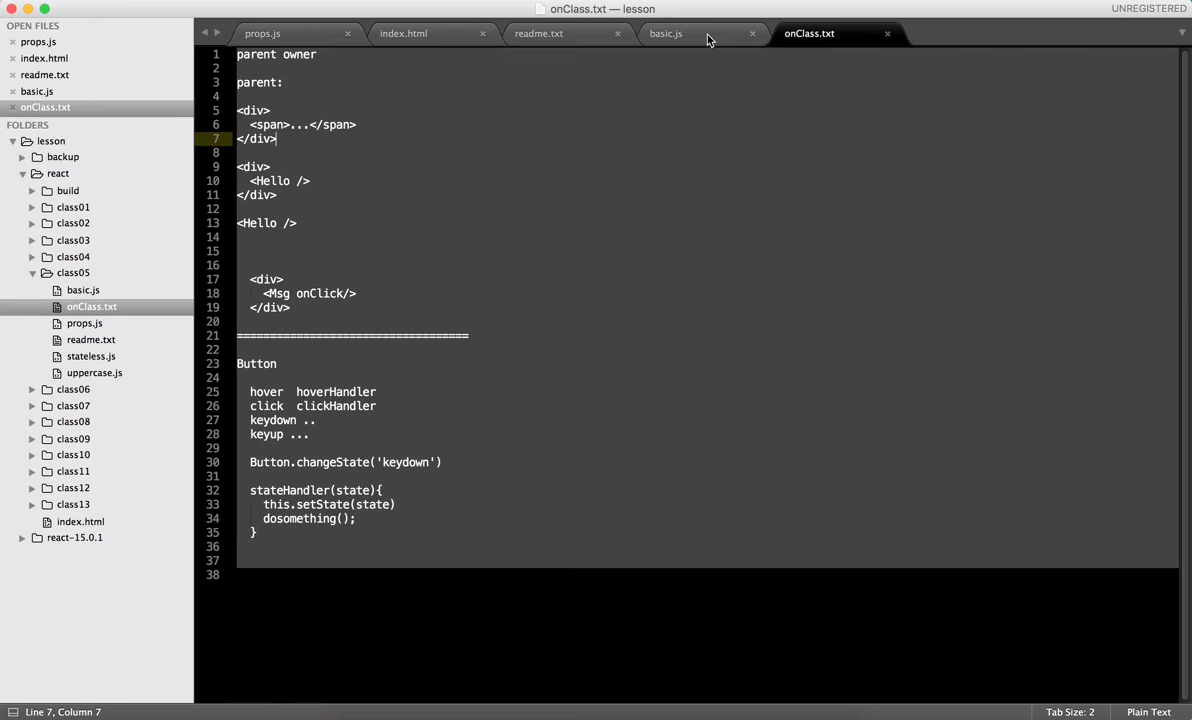 onClass.txt — lesson
UNREGISTERED
OPEN FILES
props.js
index.html
readme.txt
basic.js
onClass.txt
FOLDERS
lesson
backup
react
build
class01
class02
class03
class04
class05
basic.js
onClass.txt
props.js
readme.txt
stateless.js
uppercase.js
class06
class07
class08
class09
class10
class11
class12
class13
index.html
react-15.0.1
props.js
index.html
readme.txt
basic.js
onClass.txt
1 parent owner
2
3 parent:
4
5 <div>
6 <span>...</span>
7 </div>
8
9 <div>
10 <Hello />
11 </div>
12
13 <Hello />
14
15
16
17 <div>
18 <Msg onClick/>
19 </div>
20
21 ===================================
22
23 Button
24
25 hover hoverHandler
26 click clickHandler
27 keydown ..
28 keyup ...
29
30 Button.changeState('keydown')
31
32 stateHandler(state){
33 this.setState(state)
34 dosomething();
35 }
36
37
38
Line 7, Column 7
Tab Size: 2
Plain Text